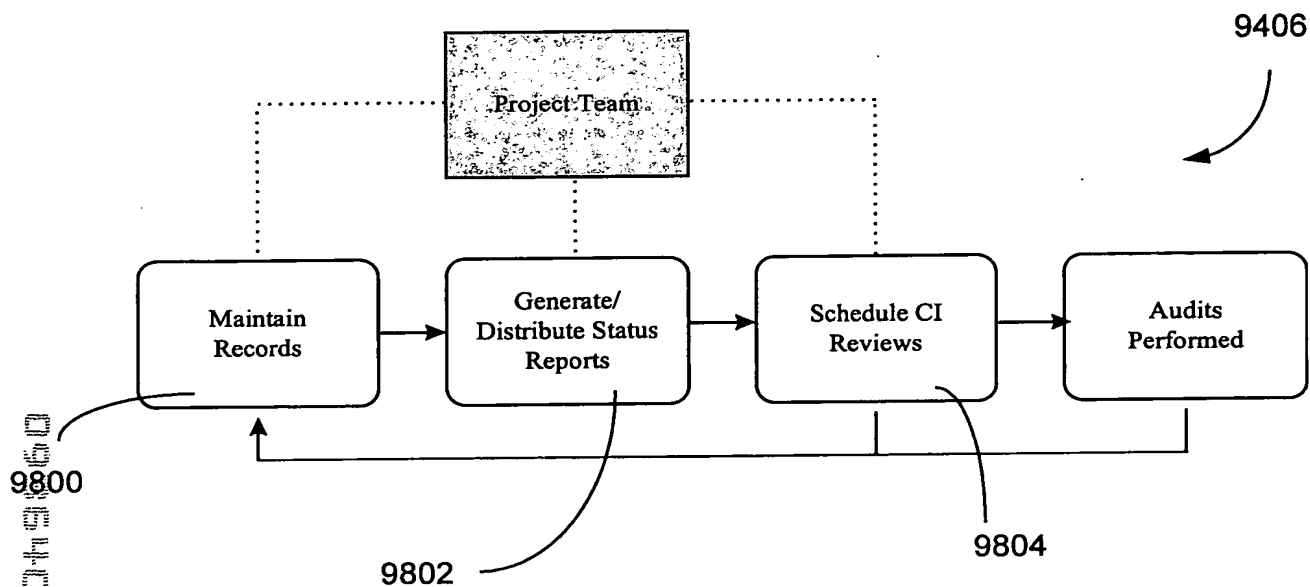 9406
Project Team
Maintain
Records
Generate/
Distribute Status
Reports
Schedule CI
Reviews
Audits
Performed
9800
9802
9804